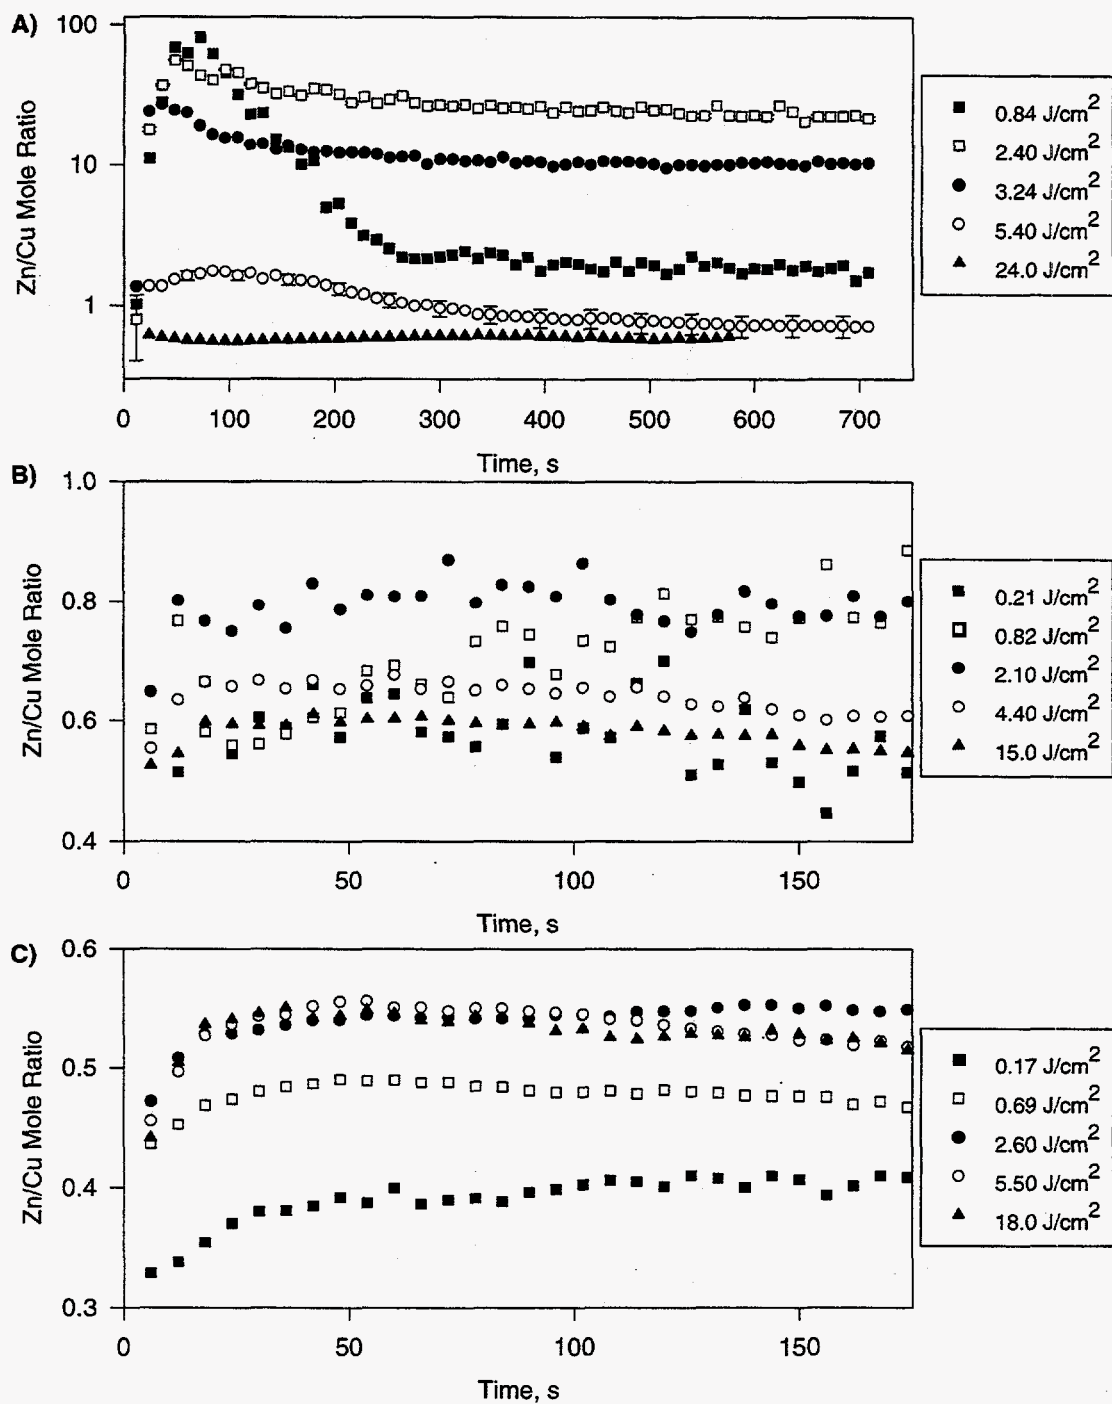 A)
Zn/Cu Mole Ratio
100
10
1
0 100 200 300 400 500 600 700
Time, s
0.84 J/cm2
2.40 J/cm2
3.24 J/cm2
5.40 J/cm2
24.0 J/cm2
B)
Zn/Cu Mole Ratio
1.0
0.8
0.6
0.4
0 50 100 150
Time, s
0.21 J/cm2
0.82 J/cm2
2.10 J/cm2
4.40 J/cm2
15.0 J/cm2
C)
Zn/Cu Mole Ratio
0.6
0.5
0.4
0.3
0 50 100 150
Time, s
0.17 J/cm2
0.69 J/cm2
2.60 J/cm2
5.50 J/cm2
18.0 J/cm2